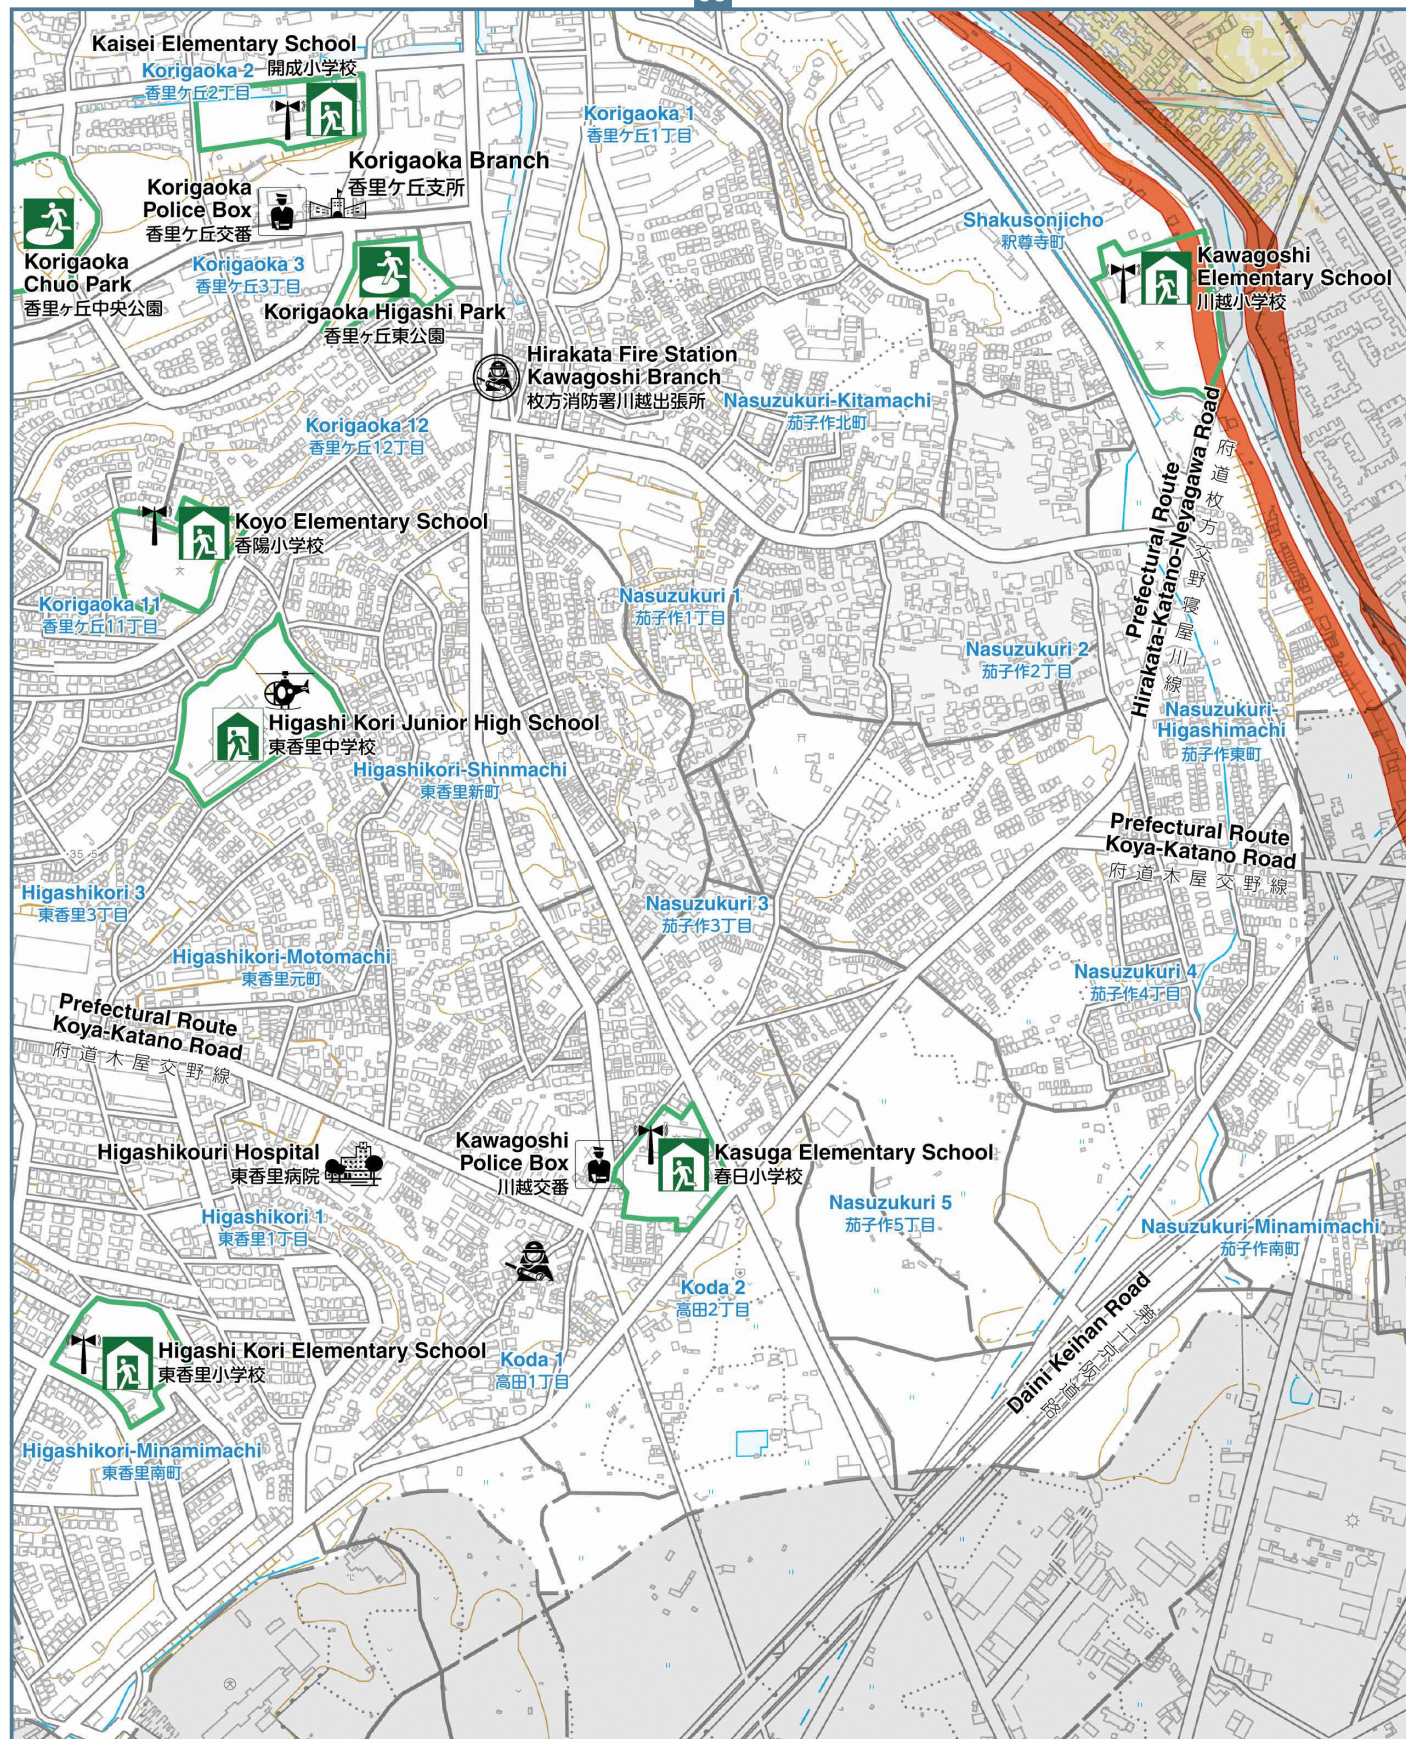 Kaisei Elementary School
開成小学校
Korigaoka 2
香里ケ丘2丁目
Korigaoka 1
香里ケ丘1丁目
Korigaoka Branch
香里ケ丘支所
Korigaoka
Police Box
香里ケ丘交番
Shakusonjicho
釈尊寺町
Korigaoka
Chuo Park
香里ヶ丘中央公園
Korigaoka 3
香里ケ丘3丁目
Kawagoshi
Elementary School
川越小学校
Korigaoka Higashi Park
香里ヶ丘東公園
Hirakata Fire Station
Kawagoshi Branch
枚方消防署川越出張所
Nasuzukuri-Kitamachi
茄子作北町
Korigaoka 12
香里ケ丘12丁目
Prefectural Route
Hirakata-Katano-Neyagawa Road
府道枚方交野寝屋川線
Koyo Elementary School
香陽小学校
Korigaoka 11
香里ケ丘11丁目
Nasuzukuri 1
茄子作1丁目
Nasuzukuri 2
茄子作2丁目
Higashi Kori Junior High School
東香里中学校
Nasuzukuri-
Higashimachi
茄子作東町
Higashikori-Shinmachi
東香里新町
Prefectural Route
Koya-Katano Road
府道木屋交野線
35.5
Higashikori 3
東香里3丁目
Nasuzukuri 3
茄子作3丁目
Higashikori-Motomachi
東香里元町
Nasuzukuri 4
茄子作4丁目
Prefectural Route
Koya-Katano Road
府道木屋交野線
Higashikouri Hospital
東香里病院
Kawagoshi
Police Box
川越交番
Kasuga Elementary School
春日小学校
Higashikori 1
東香里1丁目
Nasuzukuri 5
茄子作5丁目
Nasuzukuri-Minamimachi
茄子作南町
Koda 2
高田2丁目
Daini Keihan Road
第二京阪道路
Higashi Kori Elementary School
東香里小学校
Koda 1
高田1丁目
Higashikori-Minamimachi
東香里南町